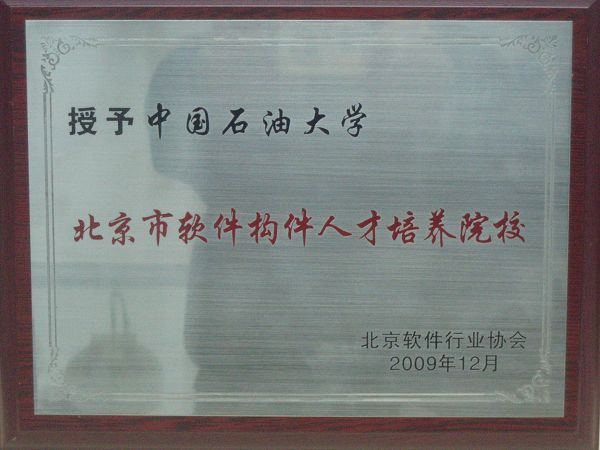 授予中国石油大学
北京市软件构件人才培养院校
北京软件行业协会
2009年12月